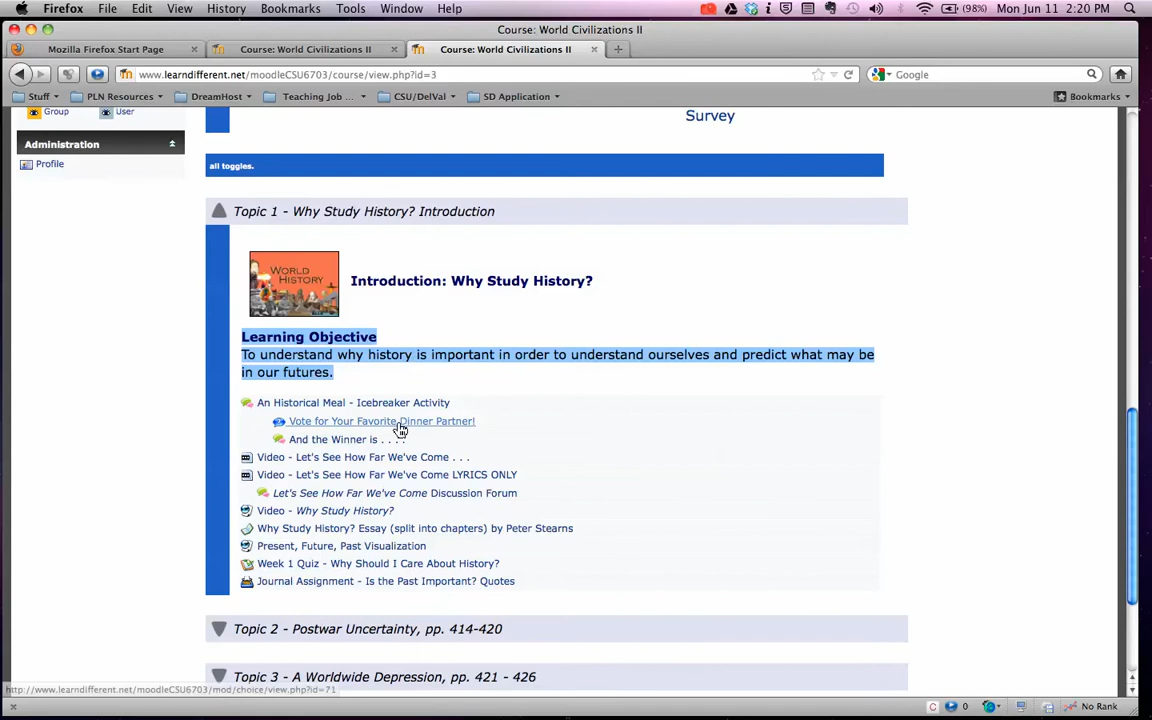 Firefox File Edit View History Bookmarks Tools Window Help (98%) Mon Jun 11 2:20 PM
Course: World Civilizations II
Mozilla Firefox Start Page Course: World Civilizations II Course: World Civilizations II
www.learndifferent.net/moodleCSU6703/course/view.php?id=3 Google
Stuff PLN Resources DreamHost Teaching Job ... CSU/DelVal SD Application Bookmarks
Group User
Survey
Administration
Profile
all toggles.
Topic 1 - Why Study History? Introduction
WORLD HISTORY
Introduction: Why Study History?
Learning Objective
To understand why history is important in order to understand ourselves and predict what may be
in our futures.
An Historical Meal - Icebreaker Activity
Vote for Your Favorite Dinner Partner!
And the Winner is . . . .
Video - Let's See How Far We've Come . . .
Video - Let's See How Far We've Come LYRICS ONLY
Let's See How Far We've Come Discussion Forum
Video - Why Study History?
Why Study History? Essay (split into chapters) by Peter Stearns
Present, Future, Past Visualization
Week 1 Quiz - Why Should I Care About History?
Journal Assignment - Is the Past Important? Quotes
Topic 2 - Postwar Uncertainty, pp. 414-420
Topic 3 - A Worldwide Depression, pp. 421 - 426
http://www.learndifferent.net/moodleCSU6703/mod/choice/view.php?id=71
C 0 No Rank